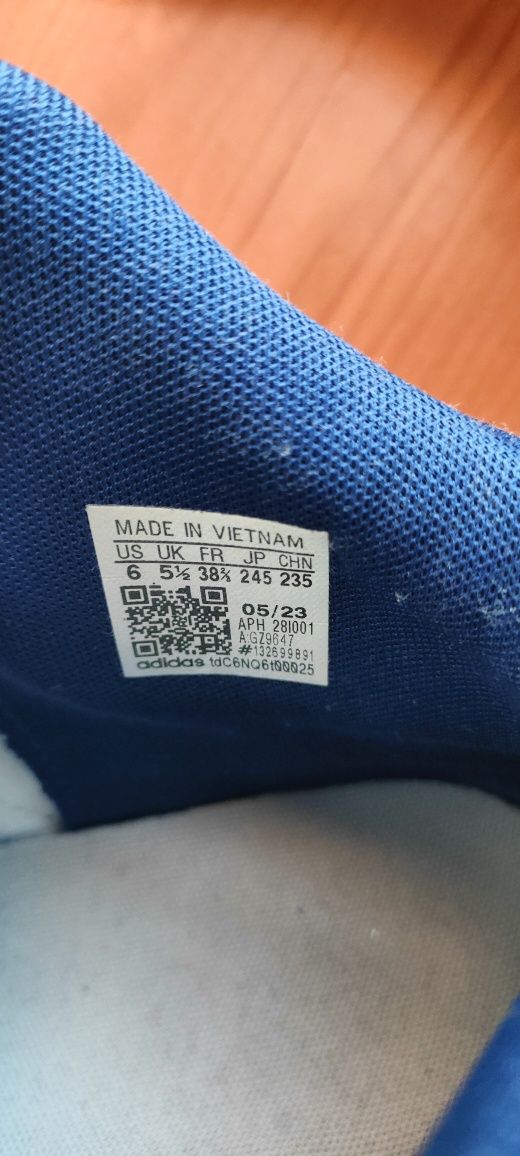 MADE IN VIETNAM
US UK FR JP CHN
6 5½ 38⅔ 245 235
05/23
APH 28I001
A:GZ9647
#132699891
adidas tdC6NQ6t00025